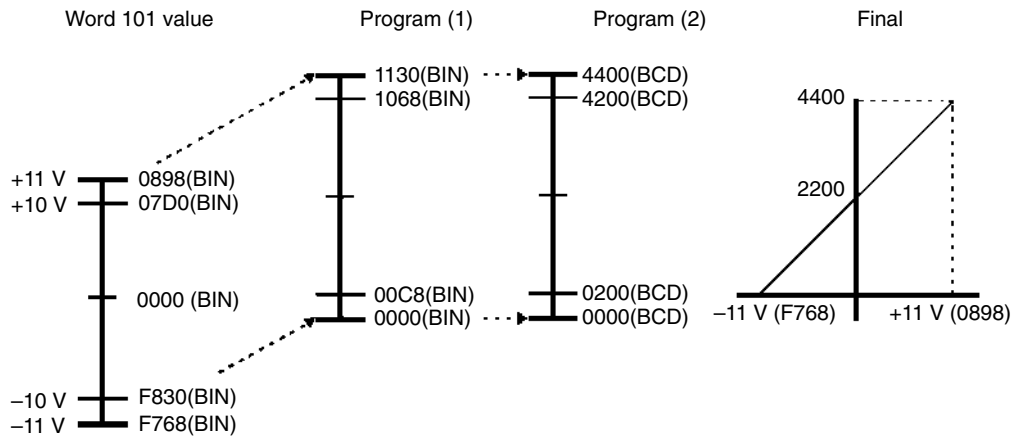 Word 101 value
Program (1)
Program (2)
Final
1130(BIN)
1068(BIN)
00C8(BIN)
0000(BIN)
4400(BCD)
4200(BCD)
0200(BCD)
0000(BCD)
+11 V 0898(BIN)
+10 V 07D0(BIN)
0000 (BIN)
–10 V F830(BIN)
–11 V F768(BIN)
4400
2200
–11 V (F768)
+11 V (0898)